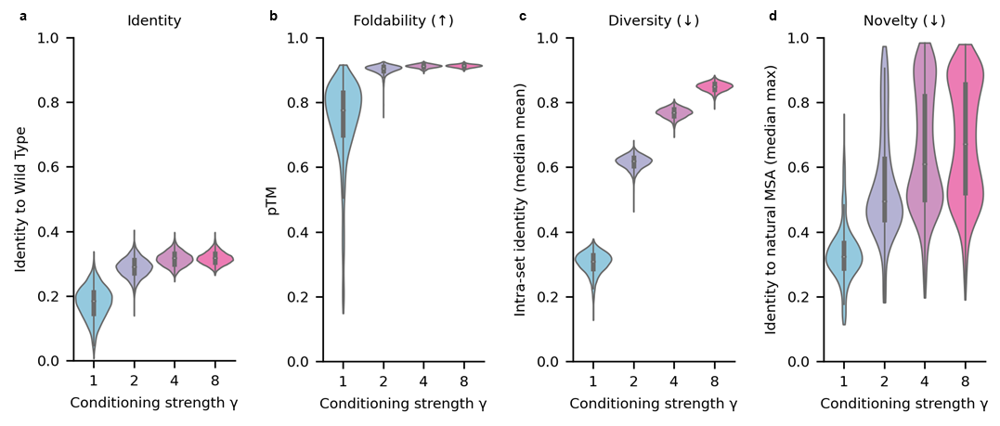 a
Identity
Identity to Wild Type
1.0
0.8
0.6
0.4
0.2
0.0
1 2 4 8
Conditioning strength γ
b
Foldability (↑)
pTM
1.0
0.8
0.6
0.4
0.2
0.0
1 2 4 8
Conditioning strength γ
c
Diversity (↓)
Intra-set identity (median mean)
1.0
0.8
0.6
0.4
0.2
0.0
1 2 4 8
Conditioning strength γ
d
Novelty (↓)
Identity to natural MSA (median max)
1.0
0.8
0.6
0.4
0.2
0.0
1 2 4 8
Conditioning strength γ